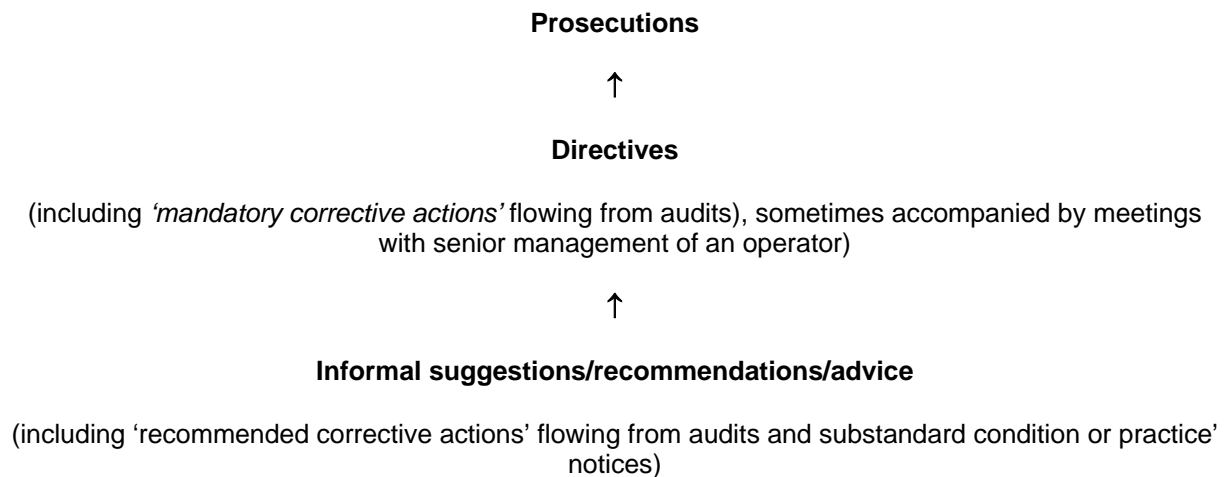 Prosecutions
↑
Directives
(including ‘mandatory corrective actions’ flowing from audits), sometimes accompanied by meetings
with senior management of an operator)
↑
Informal suggestions/recommendations/advice
(including ‘recommended corrective actions’ flowing from audits and substandard condition or practice’
notices)